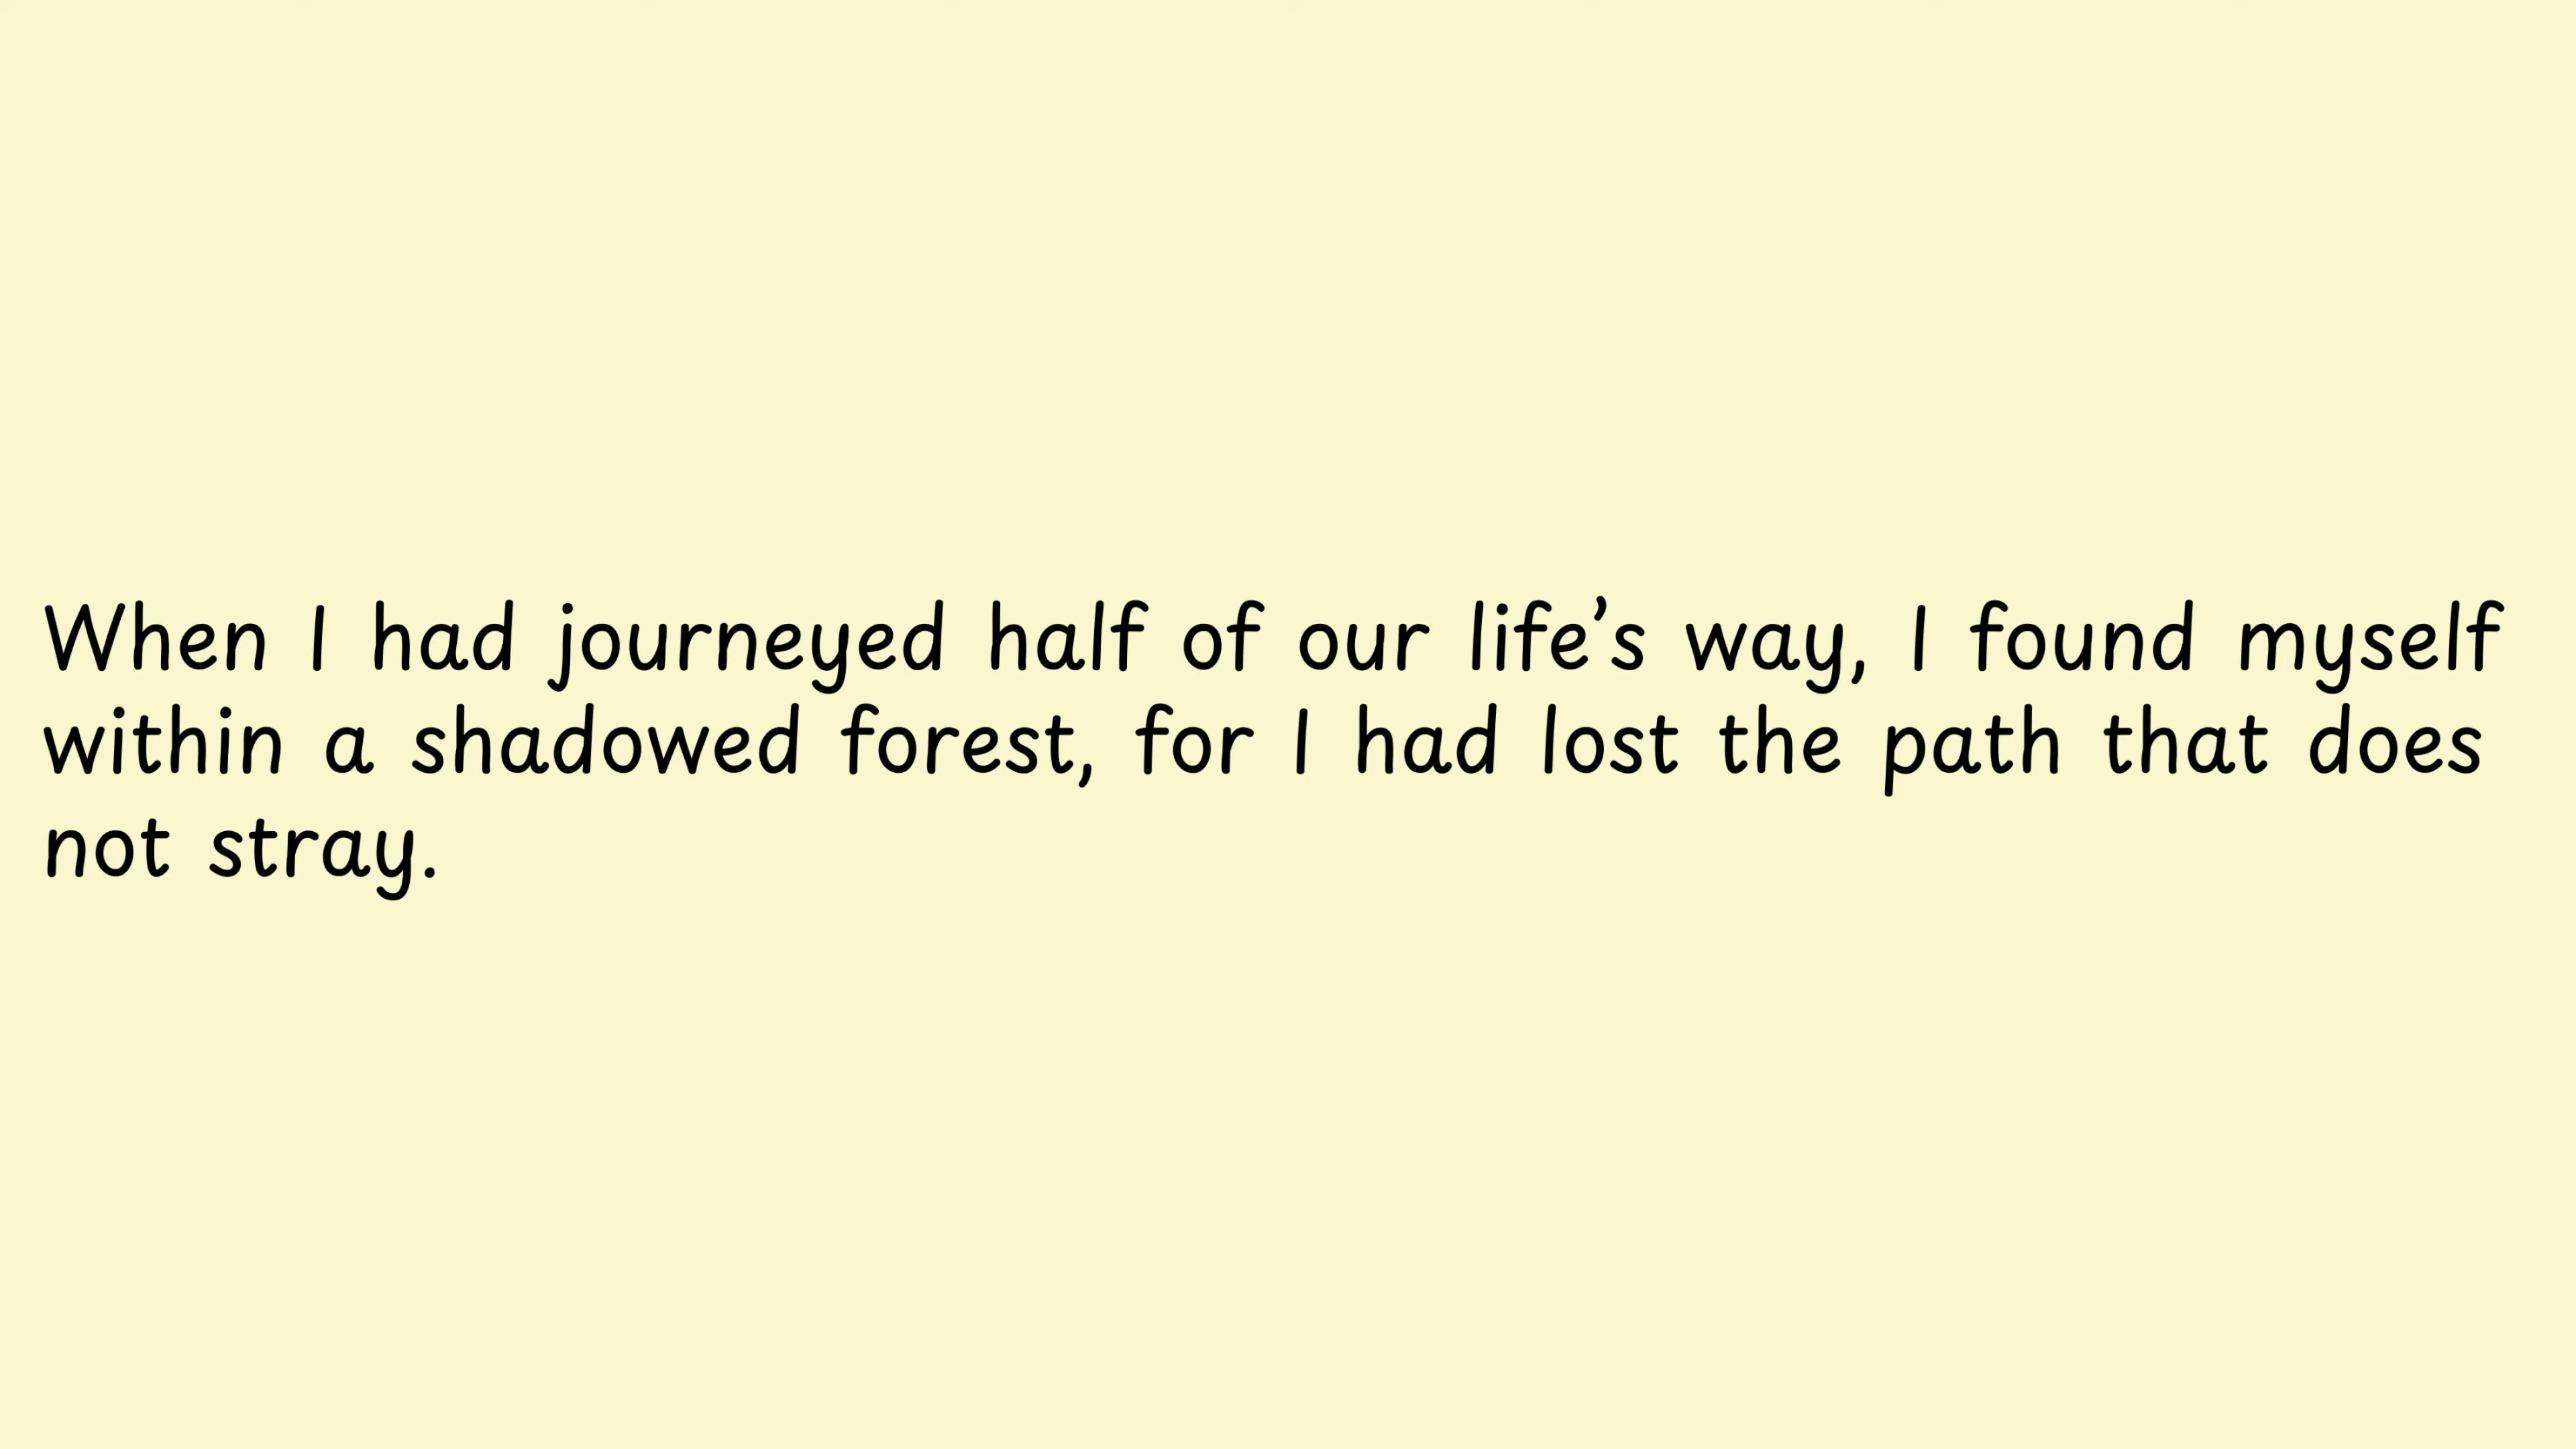 When I had journeyed half of our life’s way, I found myself
within a shadowed forest, for I had lost the path that does
not stray.